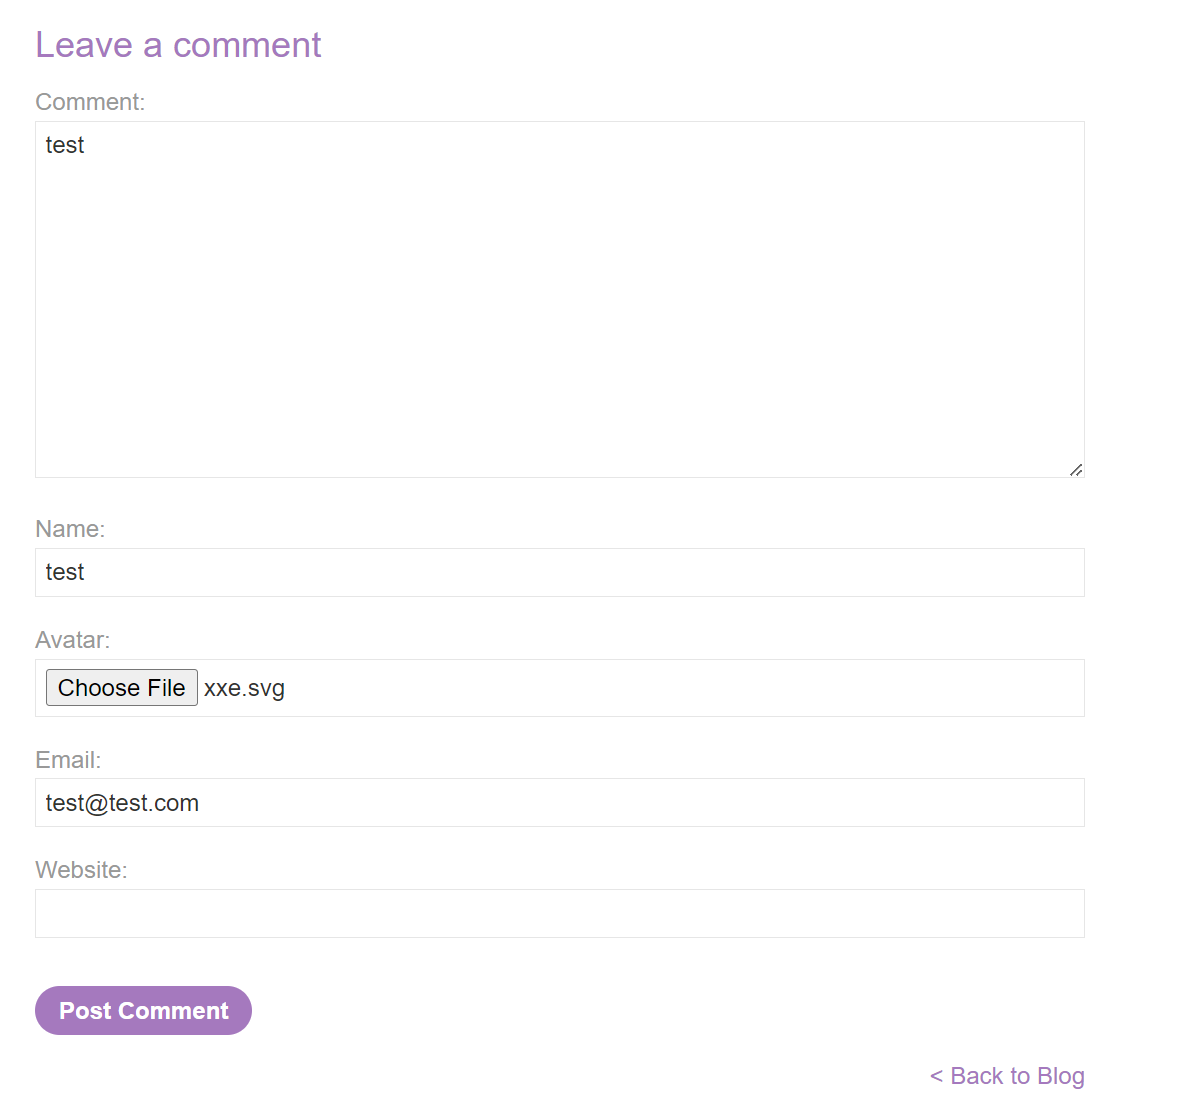 Leave a comment
Comment:
test
Name:
test
Avatar:
Choose File xxe.svg
Email:
test@test.com
Website:
Post Comment
< Back to Blog